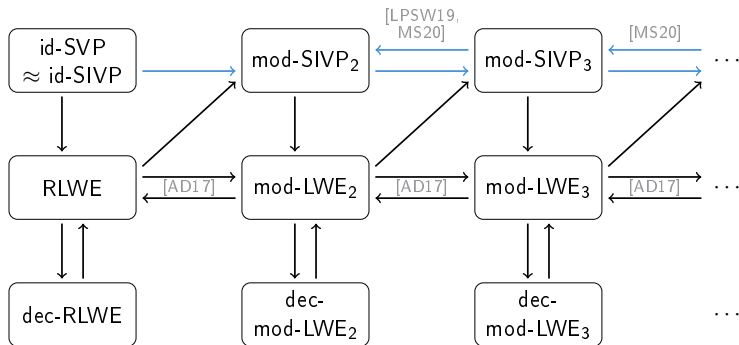 [LPSW19,
MS20]
[MS20]
id-SVP
≈ id-SIVP
mod-SIVP₂
mod-SIVP₃
...
RLWE
[AD17]
mod-LWE₂
[AD17]
mod-LWE₃
[AD17]
...
dec-RLWE
dec-
mod-LWE₂
dec-
mod-LWE₃
...